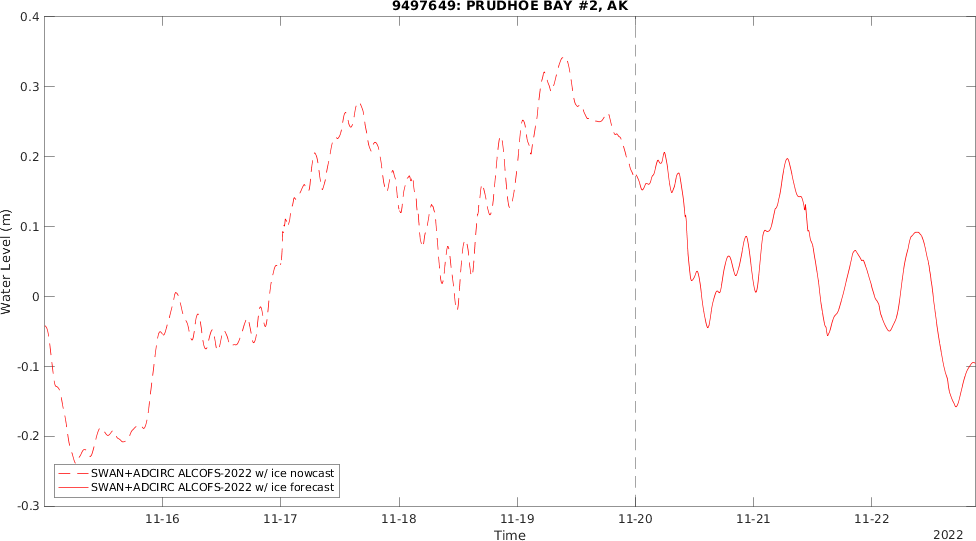 9497649: PRUDHOE BAY #2, AK
0.4
0.3
0.2
0.1
0
-0.1
-0.2
-0.3
Water Level (m)
SWAN+ADCIRC ALCOFS-2022 w/ ice nowcast
SWAN+ADCIRC ALCOFS-2022 w/ ice forecast
11-16 11-17 11-18 11-19 11-20 11-21 11-22
Time
2022